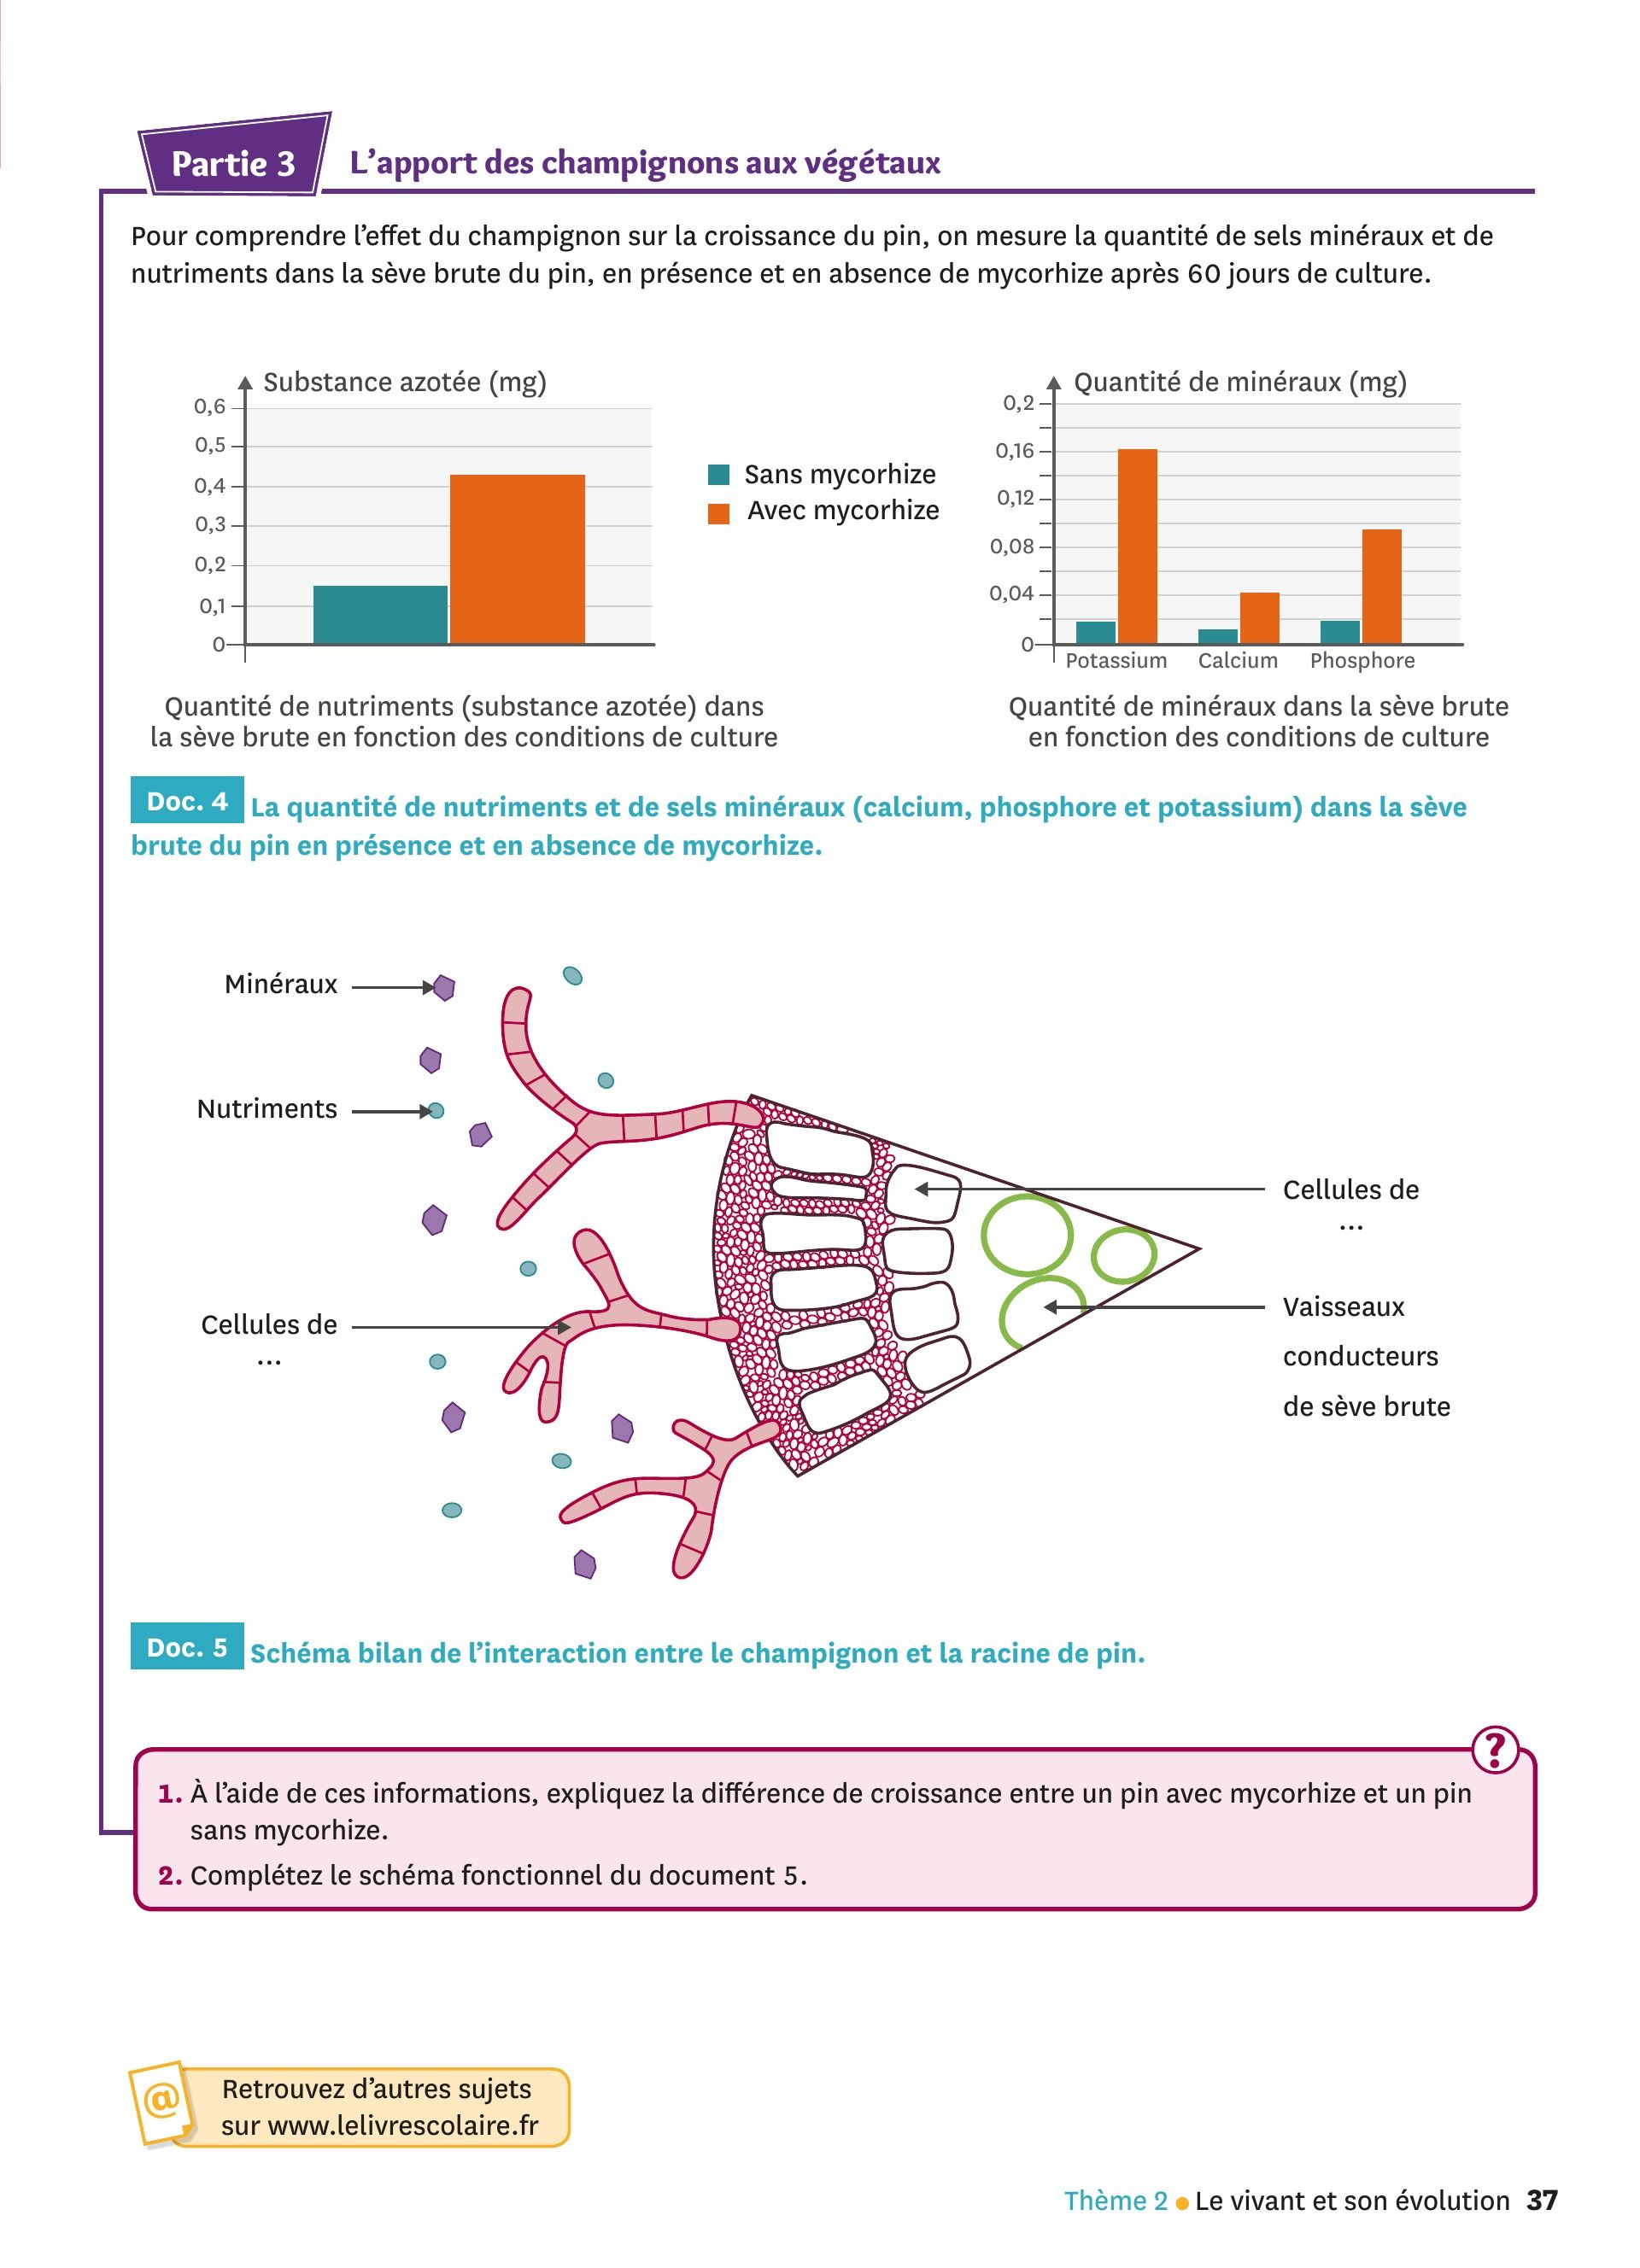 Partie 3
L'apport des champignons aux végétaux
Pour comprendre l'effet du champignon sur la croissance du pin, on mesure la quantité de sels minéraux et de
nutriments dans la sève brute du pin, en présence et en absence de mycorhize après 60 jours de culture.
Substance azotée (mg)
0,6
0,5
0,4
0,3
0,2
0,1
0
Quantité de nutriments (substance azotée) dans
la sève brute en fonction des conditions de culture
Sans mycorhize
Avec mycorhize
Quantité de minéraux (mg)
0,2
0,16
0,12
0,08
0,04
0
Potassium Calcium Phosphore
Quantité de minéraux dans la sève brute
en fonction des conditions de culture
Doc. 4 La quantité de nutriments et de sels minéraux (calcium, phosphore et potassium) dans la sève
brute du pin en présence et en absence de mycorhize.
Minéraux
Nutriments
Cellules de
...
Cellules de
...
Vaisseaux
conducteurs
de sève brute
Doc. 5 Schéma bilan de l'interaction entre le champignon et la racine de pin.
?
1. À l'aide de ces informations, expliquez la différence de croissance entre un pin avec mycorhize et un pin
sans mycorhize.
2. Complétez le schéma fonctionnel du document 5.
@
Retrouvez d'autres sujets
sur www.lelivrescolaire.fr
Thème 2 • Le vivant et son évolution 37